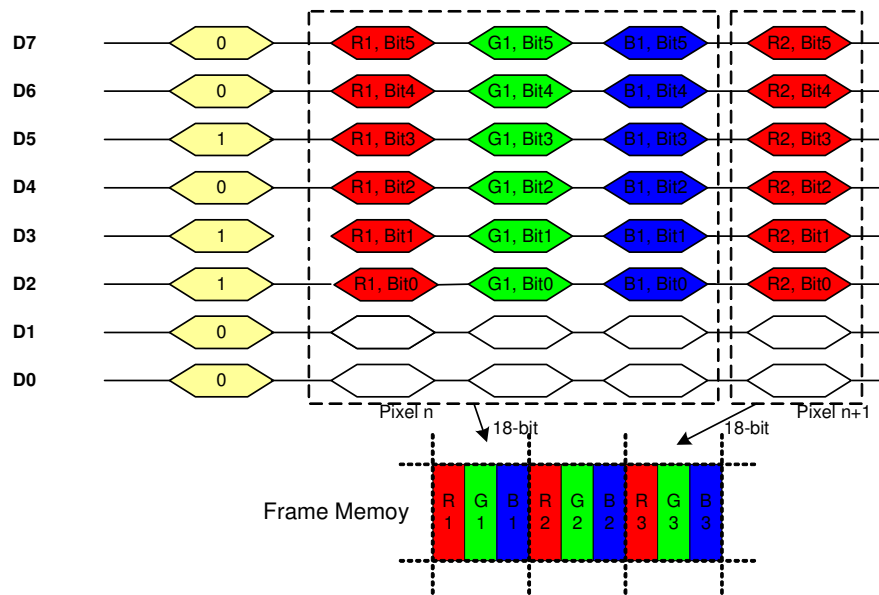 D7 0 R1, Bit5 G1, Bit5 B1, Bit5 R2, Bit5
D6 0 R1, Bit4 G1, Bit4 B1, Bit4 R2, Bit4
D5 1 R1, Bit3 G1, Bit3 B1, Bit3 R2, Bit3
D4 0 R1, Bit2 G1, Bit2 B1, Bit2 R2, Bit2
D3 1 R1, Bit1 G1, Bit1 B1, Bit1 R2, Bit1
D2 1 R1, Bit0 G1, Bit0 B1, Bit0 R2, Bit0
D1 0
D0 0
Pixel n Pixel n+1
18-bit 18-bit
Frame Memoy
R G B R G B R G B
1 1 1 2 2 2 3 3 3